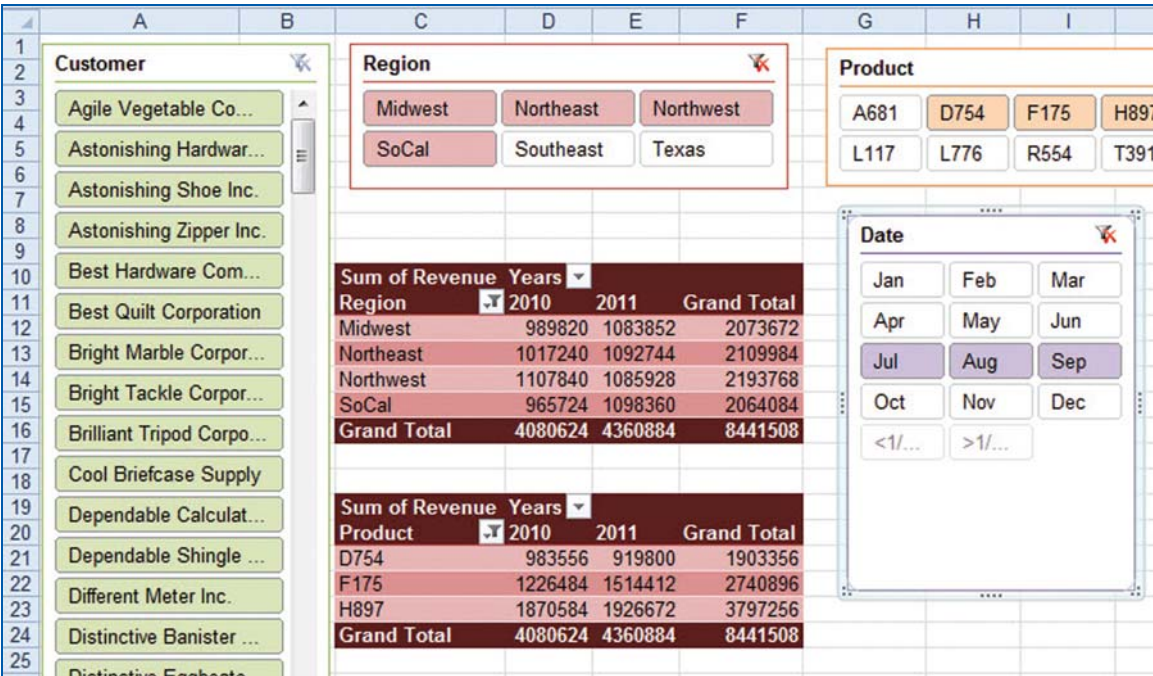 A B C D E F G H I
1
2
3
4
5
6
7
8
9
10
11
12
13
14
15
16
17
18
19
20
21
22
23
24
25
Customer
Agile Vegetable Co...
Astonishing Hardwar...
Astonishing Shoe Inc.
Astonishing Zipper Inc.
Best Hardware Com...
Best Quilt Corporation
Bright Marble Corpor...
Bright Tackle Corpor...
Brilliant Tripod Corpo...
Cool Briefcase Supply
Dependable Calculat...
Dependable Shingle ...
Different Meter Inc.
Distinctive Banister ...
Region
Midwest Northeast Northwest
SoCal Southeast Texas
Product
A681 D754 F175 H897
L117 L776 R554 T391
Date
Jan Feb Mar
Apr May Jun
Jul Aug Sep
Oct Nov Dec
<1/... >1/...
Sum of Revenue Years
Region 2010 2011 Grand Total
Midwest 989820 1083852 2073672
Northeast 1017240 1092744 2109984
Northwest 1107840 1085928 2193768
SoCal 965724 1098360 2064084
Grand Total 4080624 4360884 8441508
Sum of Revenue Years
Product 2010 2011 Grand Total
D754 983556 919800 1903356
F175 1226484 1514412 2740896
H897 1870584 1926672 3797256
Grand Total 4080624 4360884 8441508